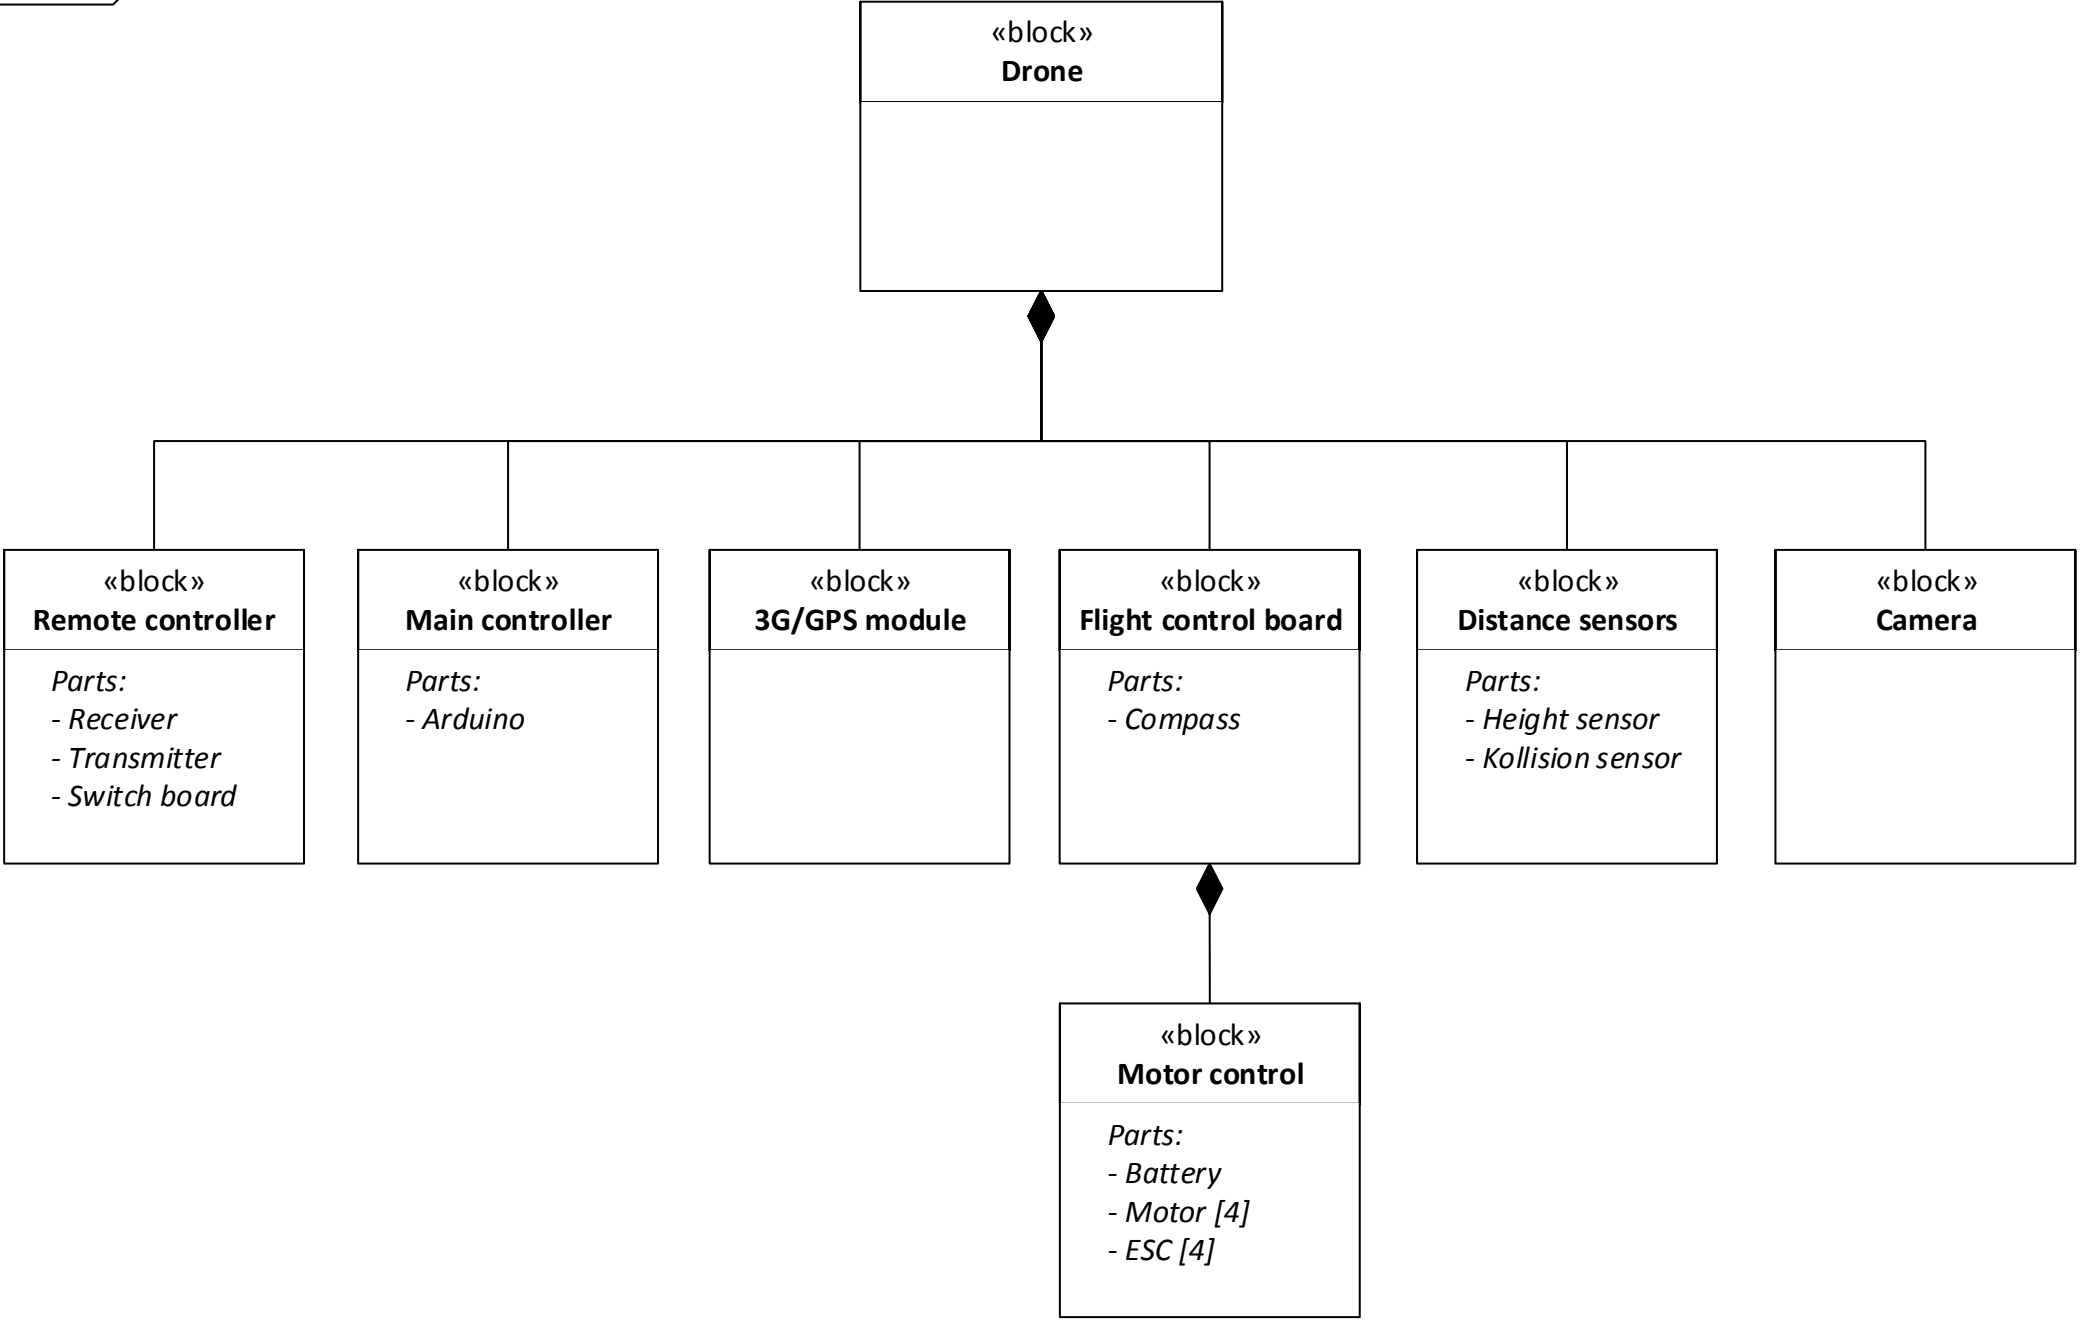 «block»
Drone
«block»
Remote controller
Parts:
- Receiver
- Transmitter
- Switch board
«block»
Main controller
Parts:
- Arduino
«block»
3G/GPS module
«block»
Flight control board
Parts:
- Compass
«block»
Distance sensors
Parts:
- Height sensor
- Kollision sensor
«block»
Camera
«block»
Motor control
Parts:
- Battery
- Motor [4]
- ESC [4]